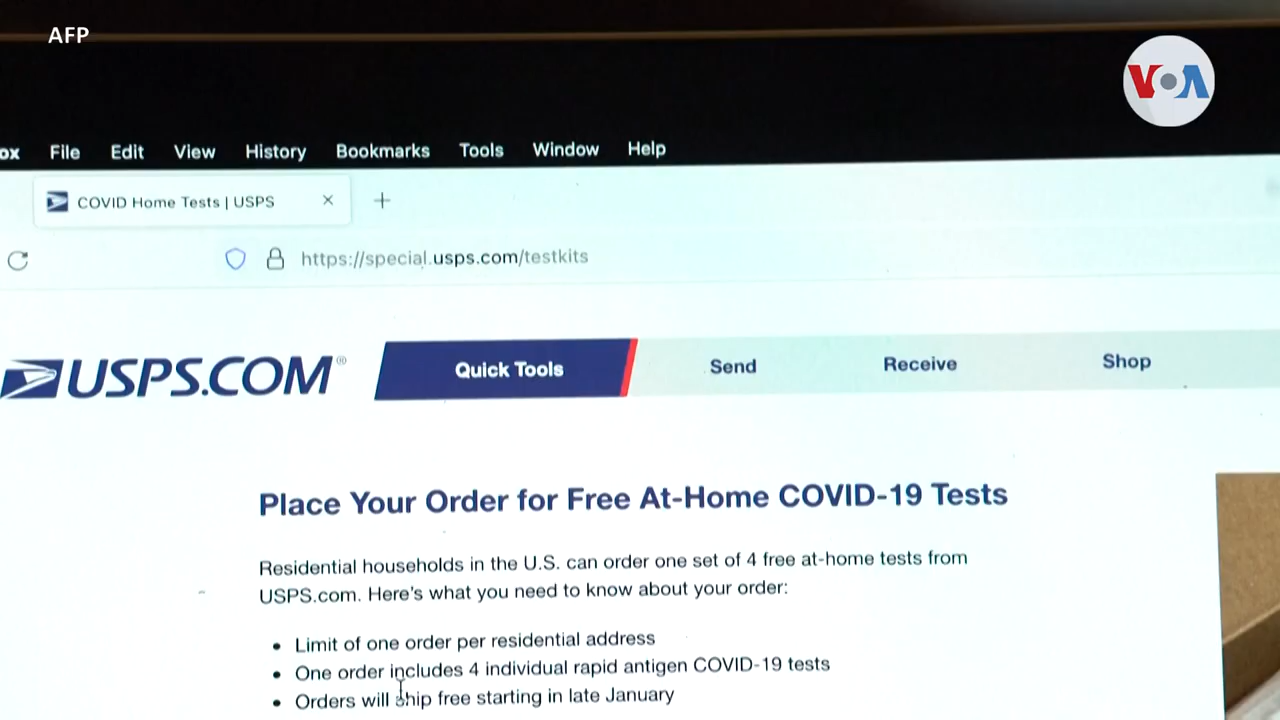 AFP
VOA
ox File Edit View History Bookmarks Tools Window Help
COVID Home Tests | USPS × +
https://special.usps.com/testkits
USPS.COM® Quick Tools Send Receive Shop
Place Your Order for Free At-Home COVID-19 Tests
Residential households in the U.S. can order one set of 4 free at-home tests from
USPS.com. Here's what you need to know about your order:
• Limit of one order per residential address
• One order includes 4 individual rapid antigen COVID-19 tests
• Orders will ship free starting in late January